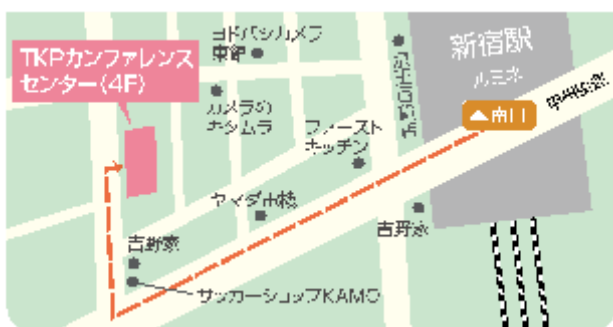 TKPカンファレンス
センター(4F)
ヨドバシカメラ
東館
カメラの
キタムラ
ファースト
キッチン
ヤマダ電機
新宿駅
ルミネ
南口
甲州街道
吉野家
吉野家
サッカーショップKAMO